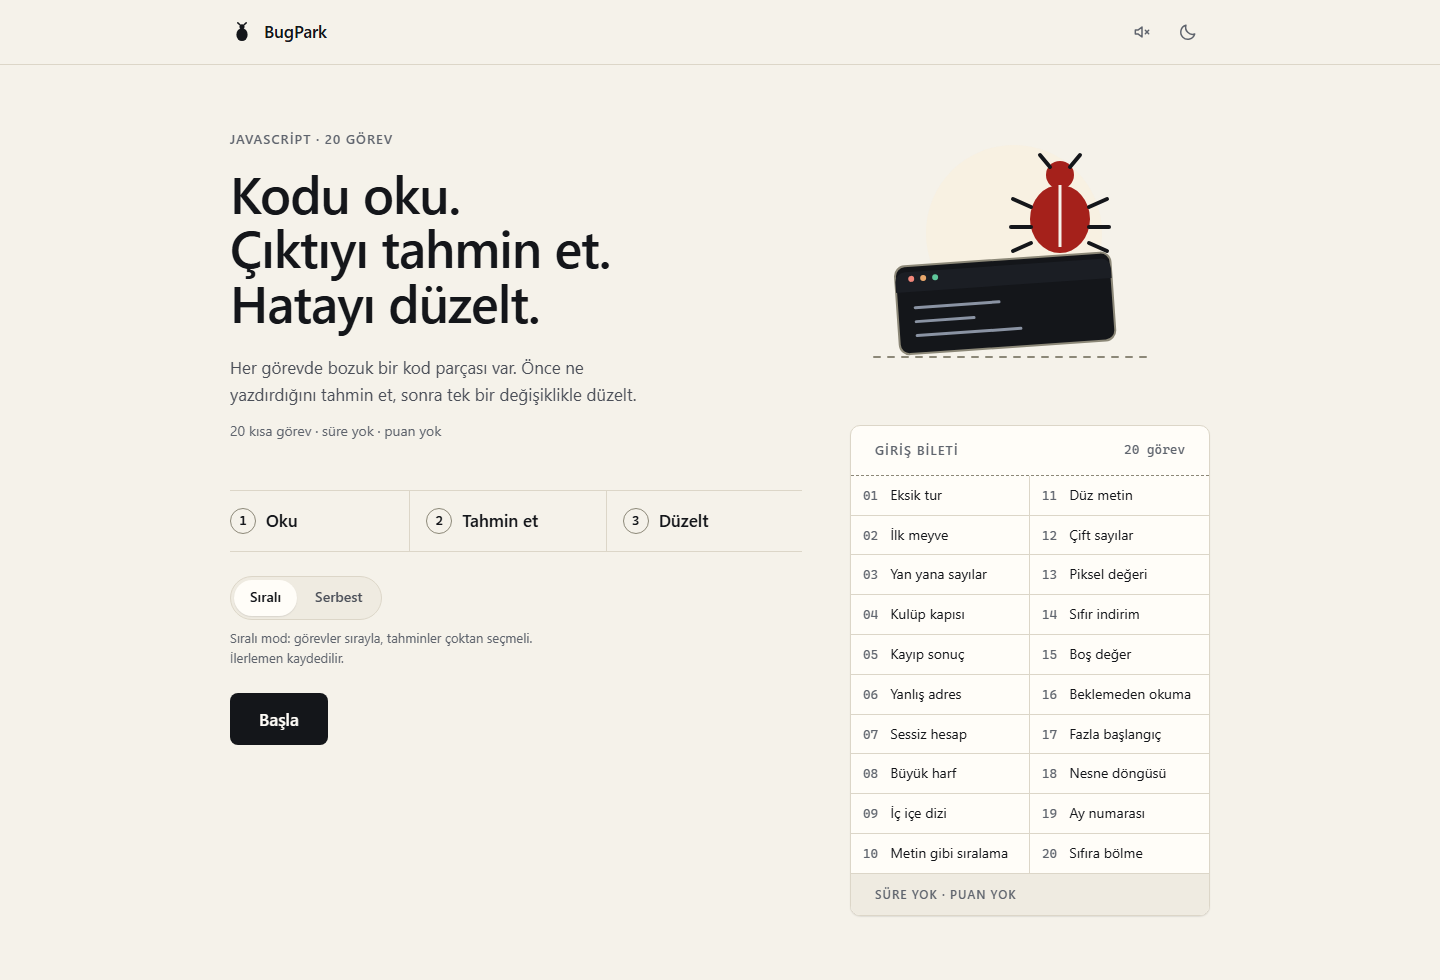 BugPark
JAVASCRİPT · 20 GÖREV
Kodu oku.
Çıktıyı tahmin et.
Hatayı düzelt.
Her görevde bozuk bir kod parçası var. Önce ne
yazdırdığını tahmin et, sonra tek bir değişiklikle düzelt.
20 kısa görev · süre yok · puan yok
1 Oku
2 Tahmin et
3 Düzelt
Sıralı Serbest
Sıralı mod: görevler sırayla, tahminler çoktan seçmeli.
İlerlemen kaydedilir.
Başla
GİRİŞ BİLETİ 20 görev
01 Eksik tur
02 İlk meyve
03 Yan yana sayılar
04 Kulüp kapısı
05 Kayıp sonuç
06 Yanlış adres
07 Sessiz hesap
08 Büyük harf
09 İç içe dizi
10 Metin gibi sıralama
11 Düz metin
12 Çift sayılar
13 Piksel değeri
14 Sıfır indirim
15 Boş değer
16 Beklemeden okuma
17 Fazla başlangıç
18 Nesne döngüsü
19 Ay numarası
20 Sıfıra bölme
SÜRE YOK · PUAN YOK